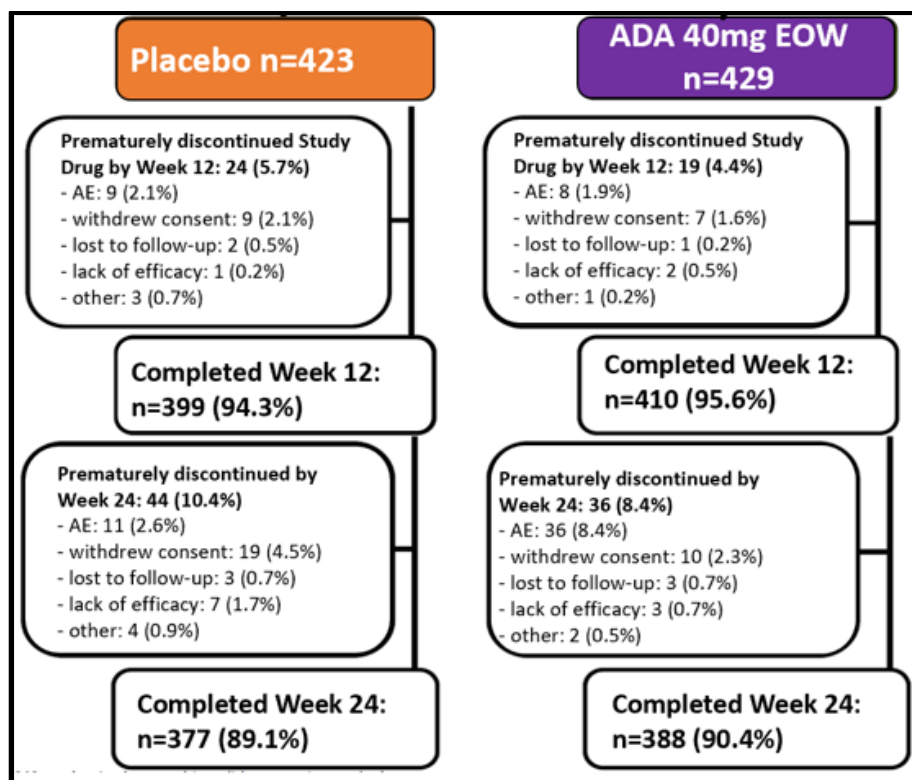 Placebo n=423
Prematurely discontinued Study
Drug by Week 12: 24 (5.7%)
- AE: 9 (2.1%)
- withdrew consent: 9 (2.1%)
- lost to follow-up: 2 (0.5%)
- lack of efficacy: 1 (0.2%)
- other: 3 (0.7%)
Completed Week 12:
n=399 (94.3%)
Prematurely discontinued by
Week 24: 44 (10.4%)
- AE: 11 (2.6%)
- withdrew consent: 19 (4.5%)
- lost to follow-up: 3 (0.7%)
- lack of efficacy: 7 (1.7%)
- other: 4 (0.9%)
Completed Week 24:
n=377 (89.1%)
ADA 40mg EOW
n=429
Prematurely discontinued Study
Drug by Week 12: 19 (4.4%)
- AE: 8 (1.9%)
- withdrew consent: 7 (1.6%)
- lost to follow-up: 1 (0.2%)
- lack of efficacy: 2 (0.5%)
- other: 1 (0.2%)
Completed Week 12:
n=410 (95.6%)
Prematurely discontinued by
Week 24: 36 (8.4%)
- AE: 36 (8.4%)
- withdrew consent: 10 (2.3%)
- lost to follow-up: 3 (0.7%)
- lack of efficacy: 3 (0.7%)
- other: 2 (0.5%)
Completed Week 24:
n=388 (90.4%)